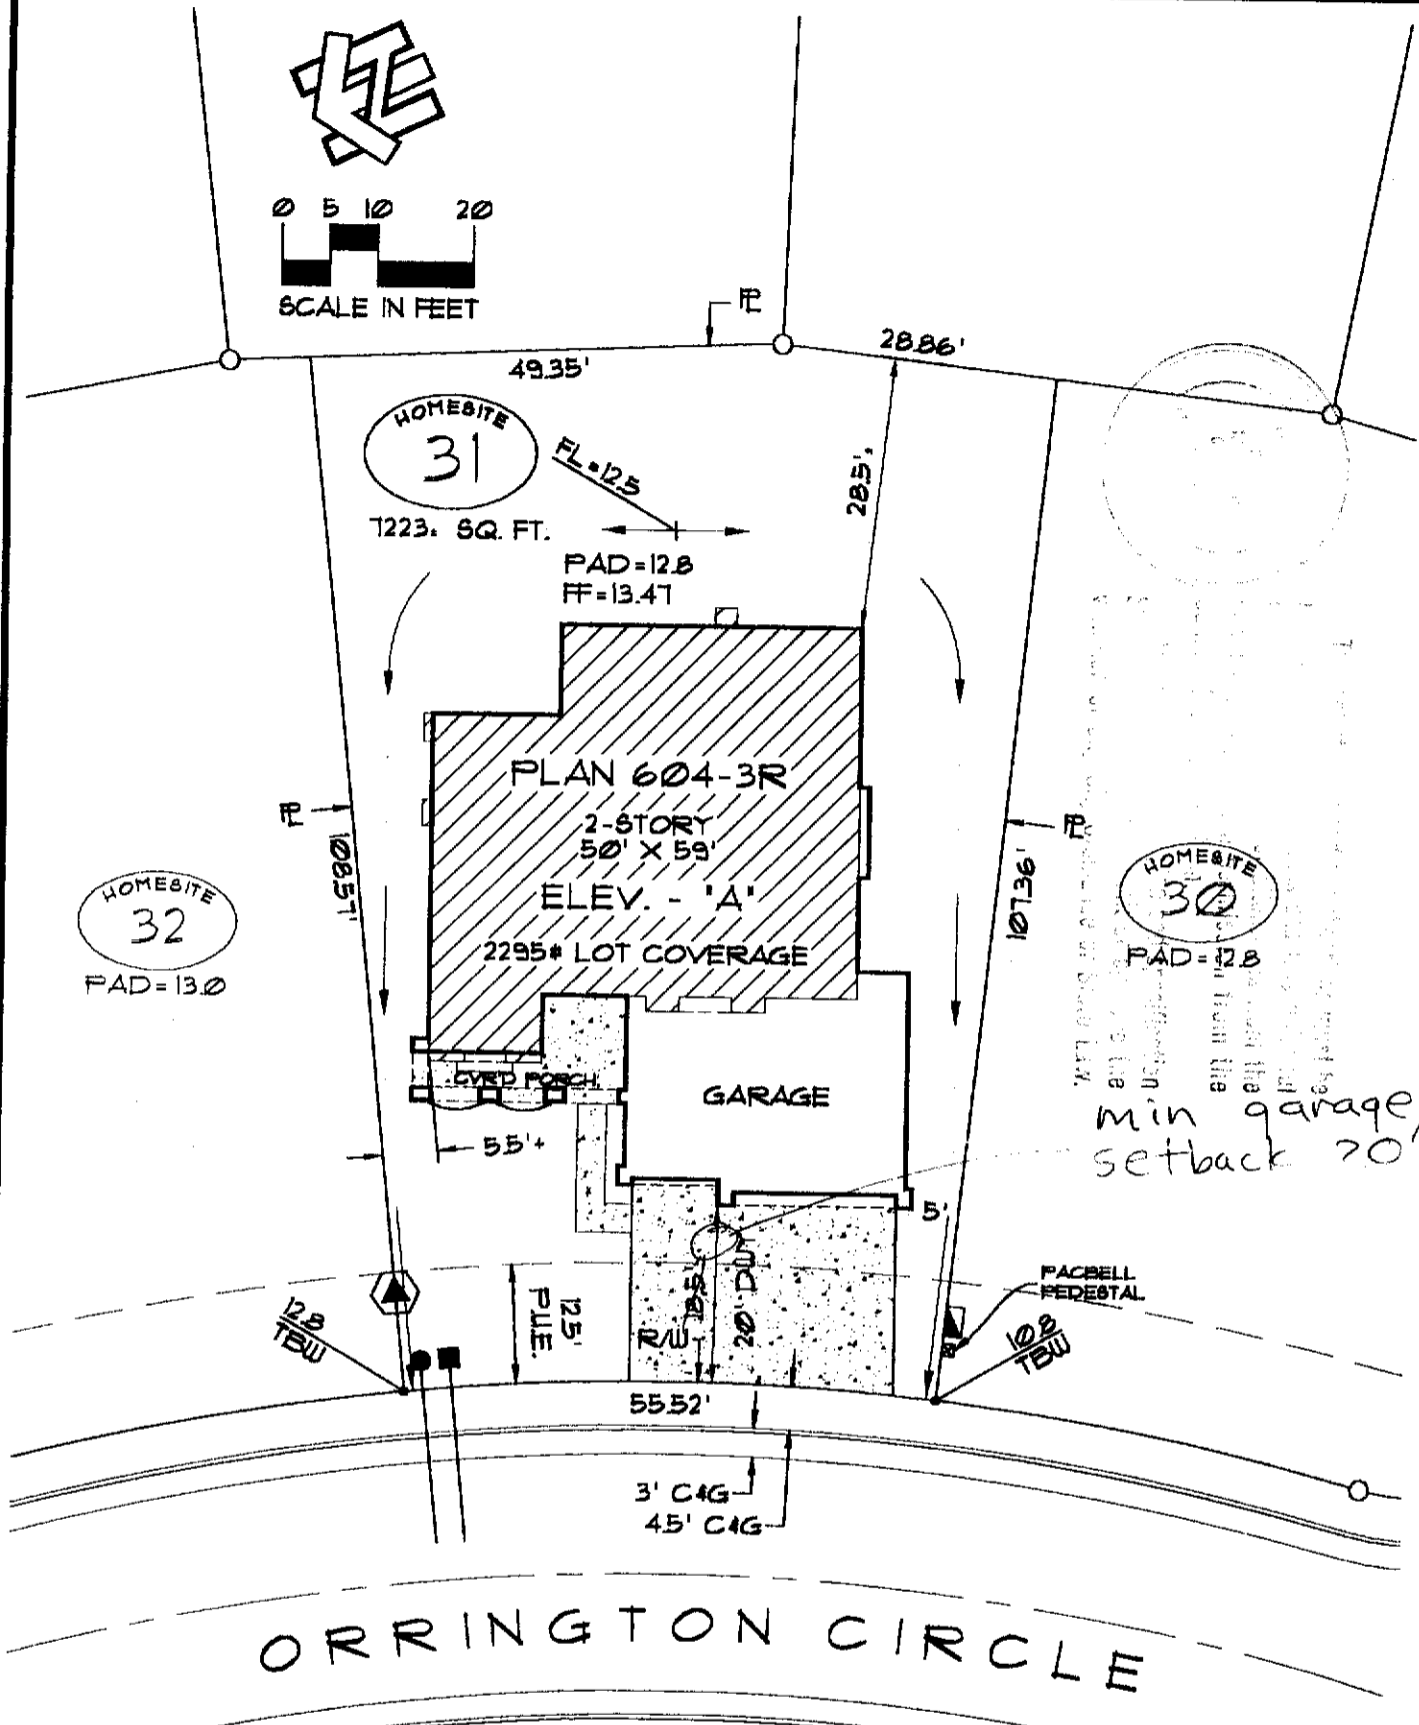 0 5 10 20
SCALE IN FEET
PL
49.35'
28.86'
HOMESITE
31
7223± SQ. FT.
FL=12.5
28.5'±
PAD=12.8
FF=13.47
PLAN 604-3R
2-STORY
50' X 59'
ELEV. - "A"
2295# LOT COVERAGE
PL
108.57'
PL
107.36'
HOMESITE
32
PAD=13.0
HOMESITE
30
PAD=12.8
CVR'D PORCH
GARAGE
min garage
setback 20'
5.5'+
5'
12.5'
P.U.E.
R/W
18.5'
20' DW
PACBELL
PEDESTAL
12.8
TBW
10.8
TBW
55.52'
3' C&G
4.5' C&G
ORRINGTON CIRCLE